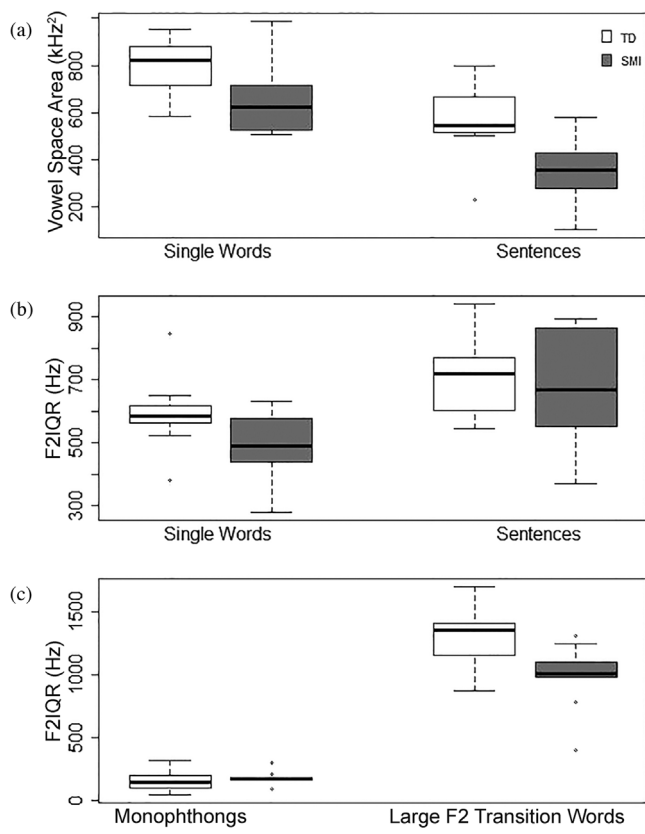 (a)
Vowel Space Area (kHz²)
800
600
400
200
TD
SMI
Single Words
Sentences
(b)
F2IQR (Hz)
900
700
500
300
Single Words
Sentences
(c)
F2IQR (Hz)
1500
1000
500
0
Monophthongs
Large F2 Transition Words